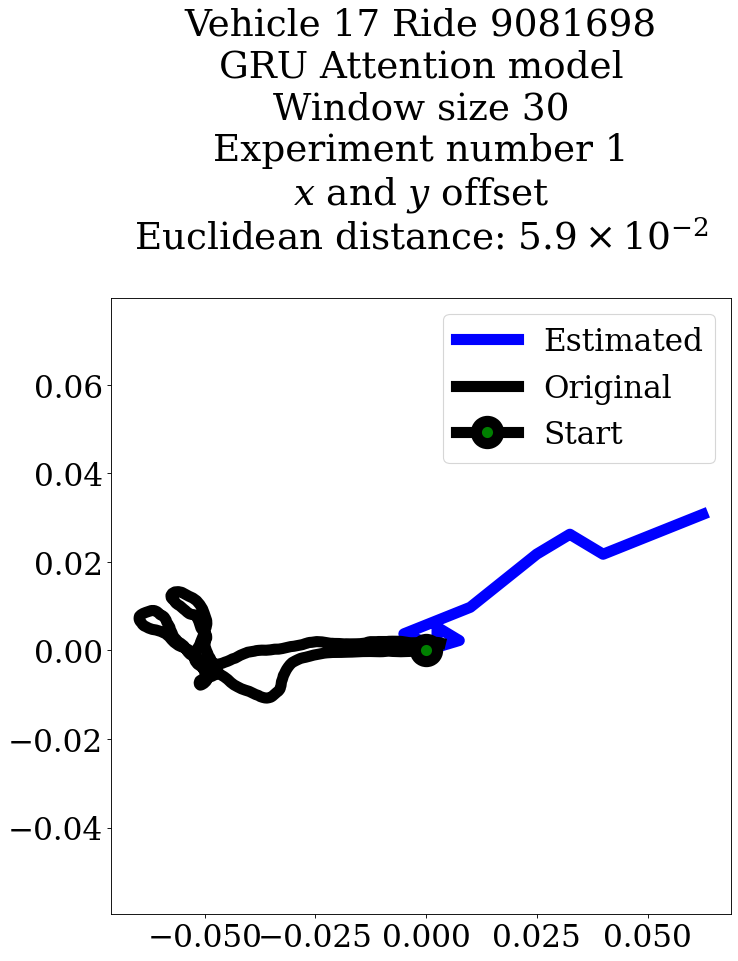 Vehicle 17 Ride 9081698
GRU Attention model
Window size 30
Experiment number 1
x and y offset
Euclidean distance: 5.9 × 10⁻²
Estimated
Original
Start
0.06
0.04
0.02
0.00
−0.02
−0.04
−0.050 −0.025 0.000 0.025 0.050